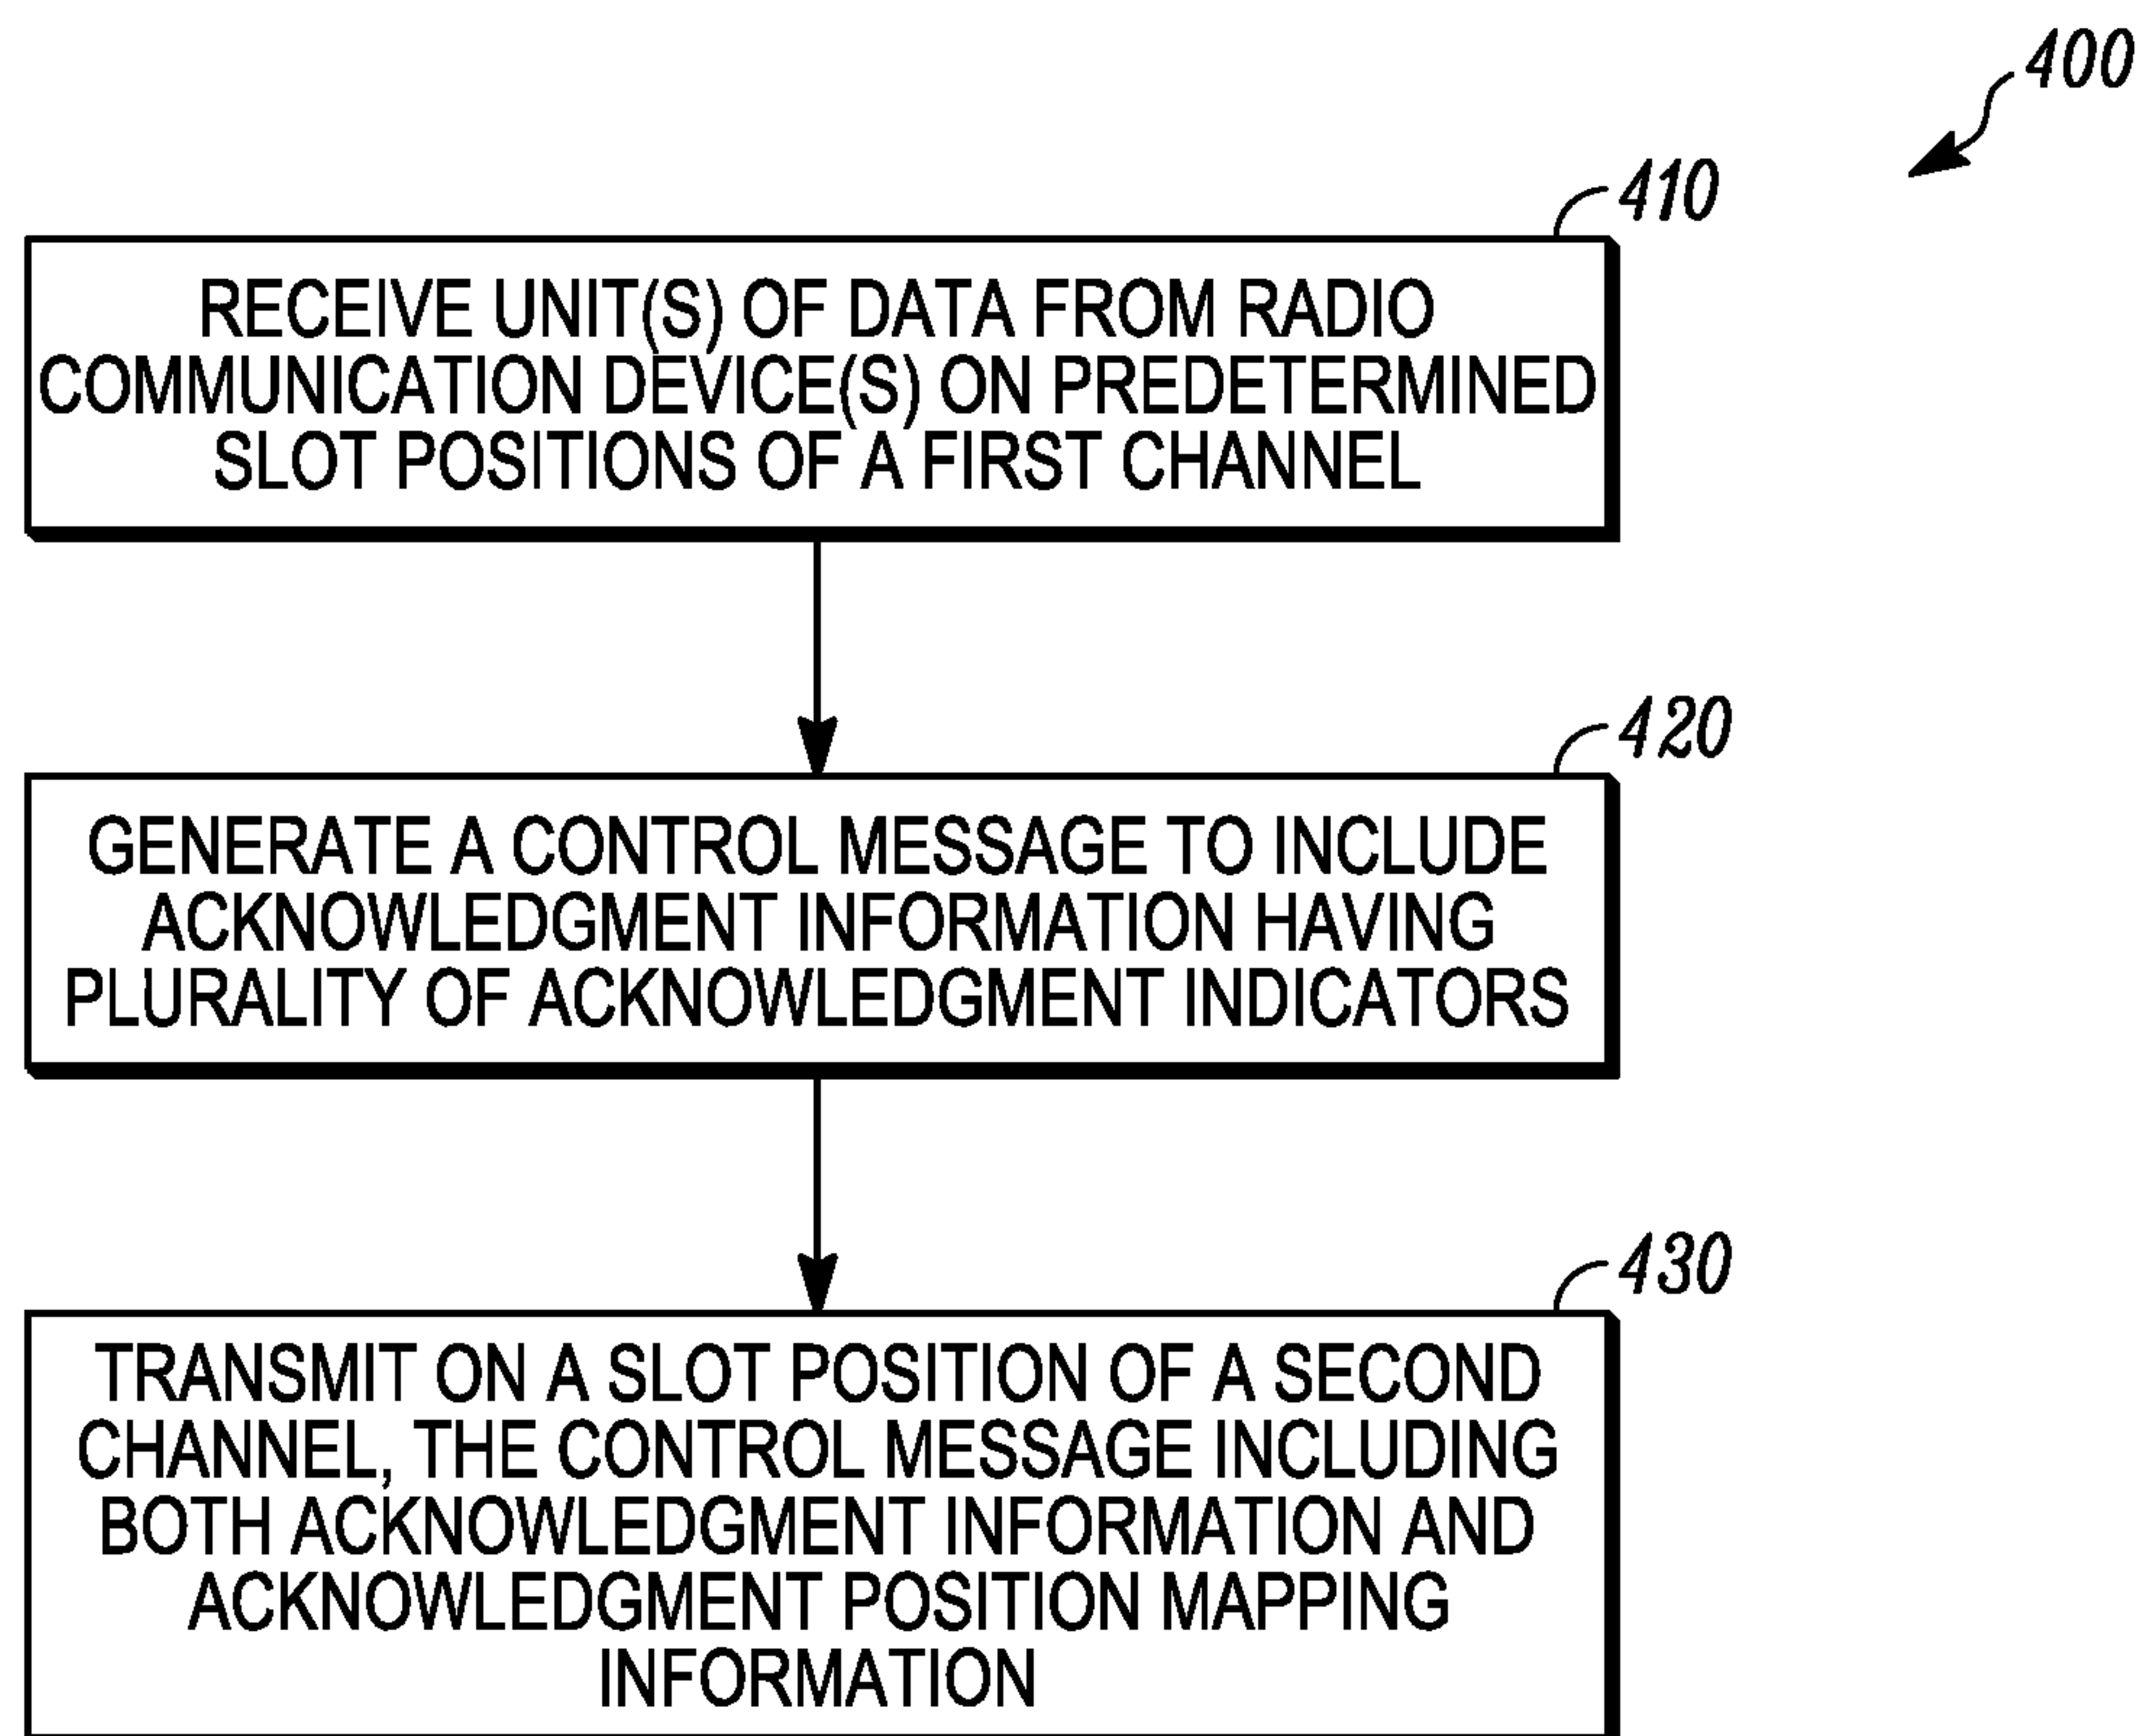 400
410
RECEIVE UNIT(S) OF DATA FROM RADIO
COMMUNICATION DEVICE(S) ON PREDETERMINED
SLOT POSITIONS OF A FIRST CHANNEL
420
GENERATE A CONTROL MESSAGE TO INCLUDE
ACKNOWLEDGMENT INFORMATION HAVING
PLURALITY OF ACKNOWLEDGMENT INDICATORS
430
TRANSMIT ON A SLOT POSITION OF A SECOND
CHANNEL, THE CONTROL MESSAGE INCLUDING
BOTH ACKNOWLEDGMENT INFORMATION AND
ACKNOWLEDGMENT POSITION MAPPING
INFORMATION